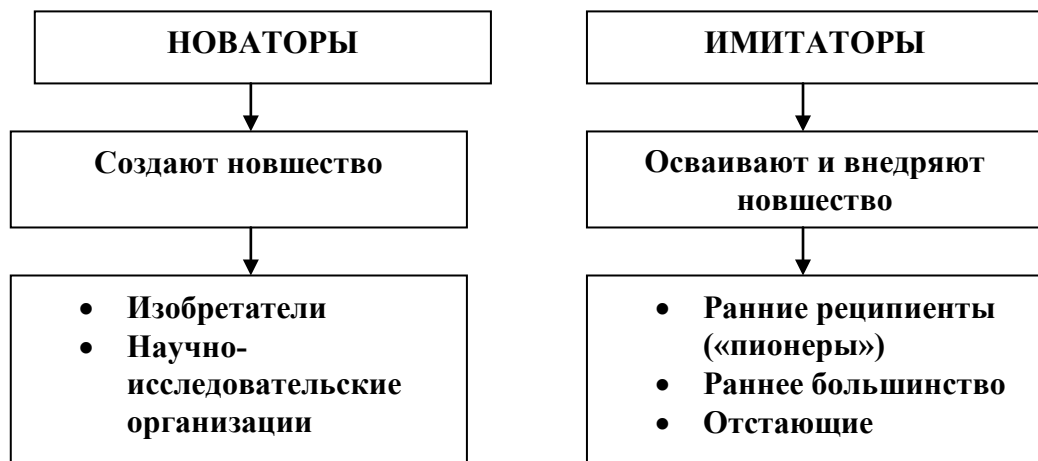 НОВАТОРЫ
Создают новшество
• Изобретатели
• Научно-
исследовательские
организации
ИМИТАТОРЫ
Осваивают и внедряют
новшество
• Ранние реципиенты
(«пионеры»)
• Раннее большинство
• Отстающие